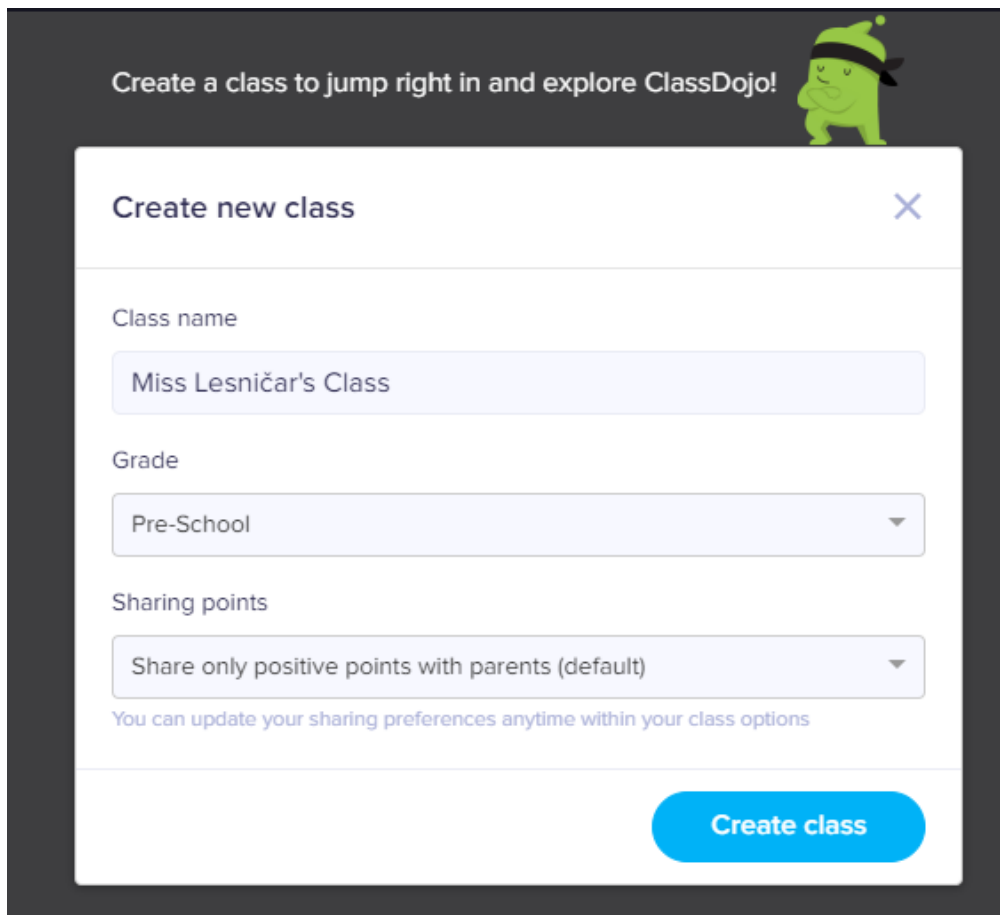 Create a class to jump right in and explore ClassDojo!
Create new class
Class name
Miss Lesničar's Class
Grade
Pre-School
Sharing points
Share only positive points with parents (default)
You can update your sharing preferences anytime within your class options
Create class